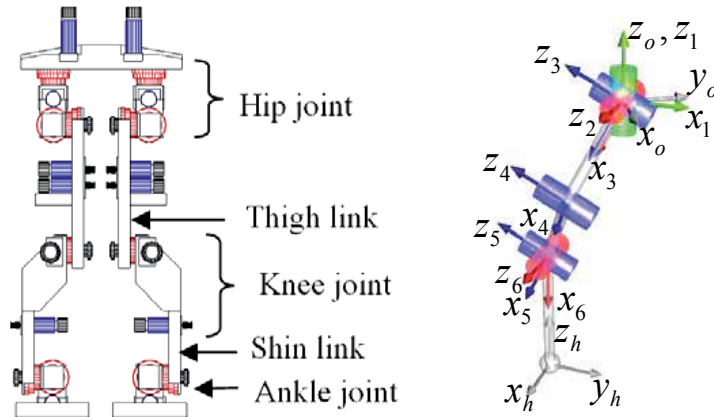 Hip joint
Thigh link
Knee joint
Shin link
Ankle joint
z_o, z_1
z_3
y_o
z_2
x_o
x_1
x_3
z_4
x_4
z_5
z_6
x_5
x_6
z_h
x_h
y_h